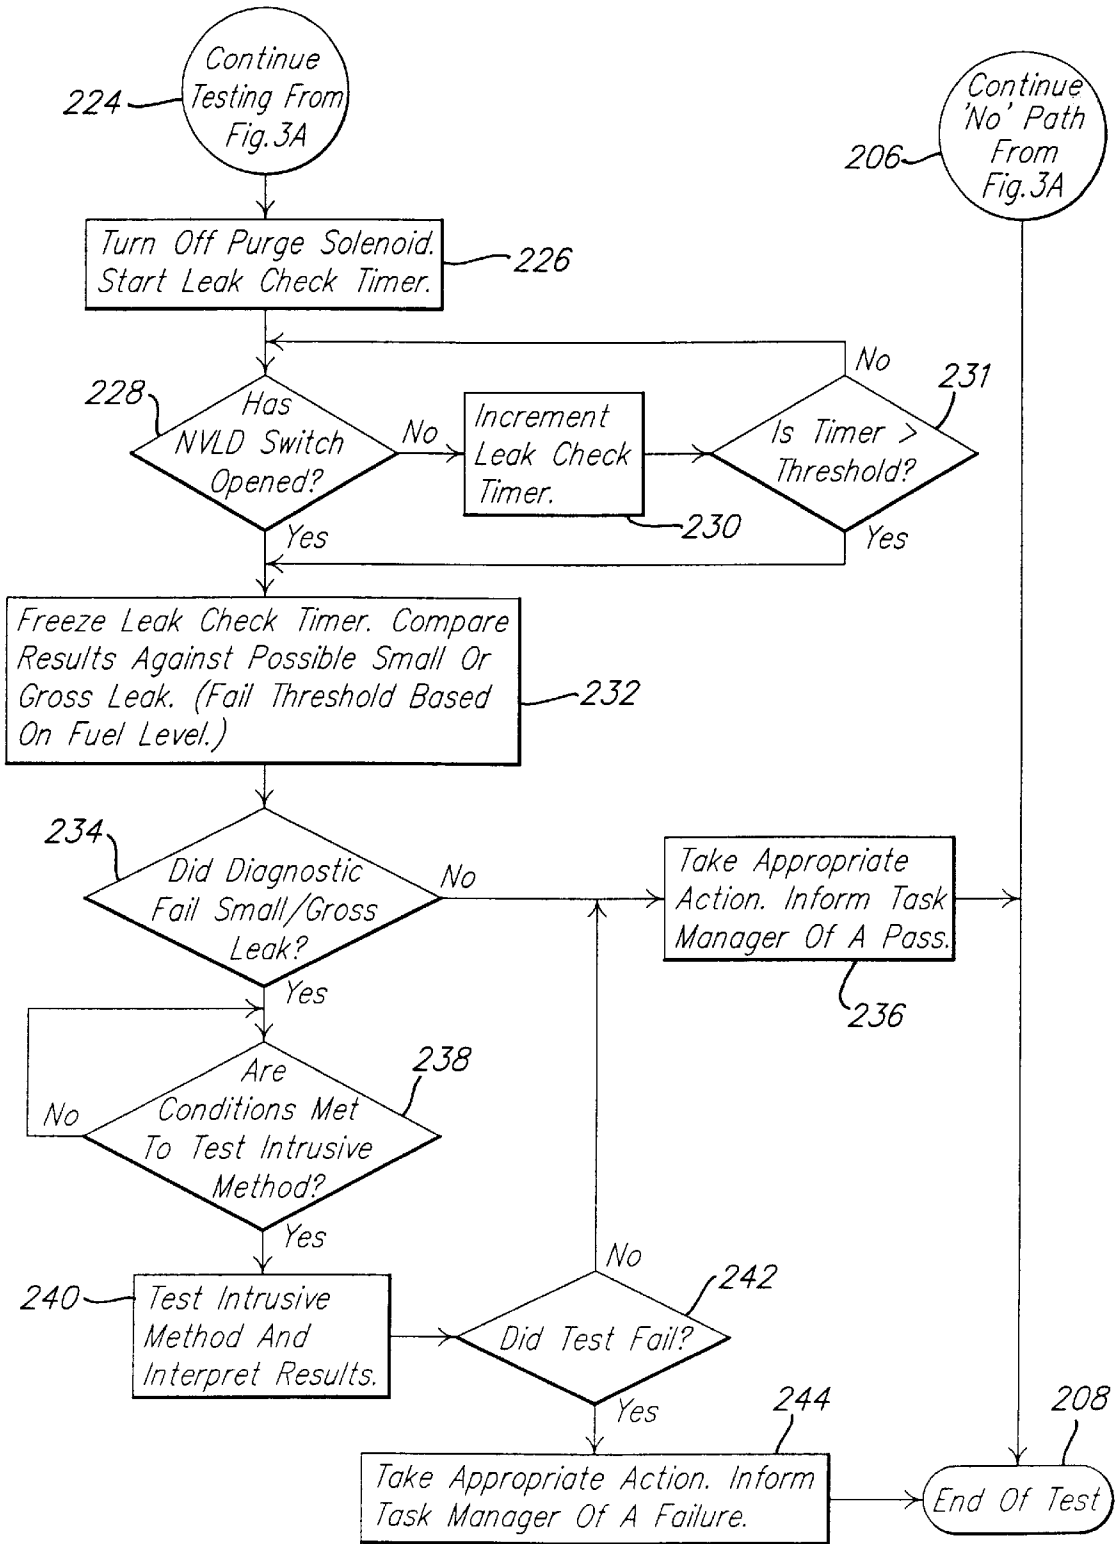 Continue
Testing From
Fig.3A
224
Continue
'No' Path
From
Fig.3A
206
Turn Off Purge Solenoid.
Start Leak Check Timer.
226
228
Has
NVLD Switch
Opened?
No
Yes
Increment
Leak Check
Timer.
230
No
231
Is Timer >
Threshold?
Yes
Freeze Leak Check Timer. Compare
Results Against Possible Small Or
Gross Leak. (Fail Threshold Based
On Fuel Level.)
232
234
Did Diagnostic
Fail Small/Gross
Leak?
No
Yes
Take Appropriate
Action. Inform Task
Manager Of A Pass.
236
238
Are
Conditions Met
To Test Intrusive
Method?
No
Yes
240
Test Intrusive
Method And
Interpret Results.
No
242
Did Test Fail?
Yes
244
Take Appropriate Action. Inform
Task Manager Of A Failure.
208
End Of Test